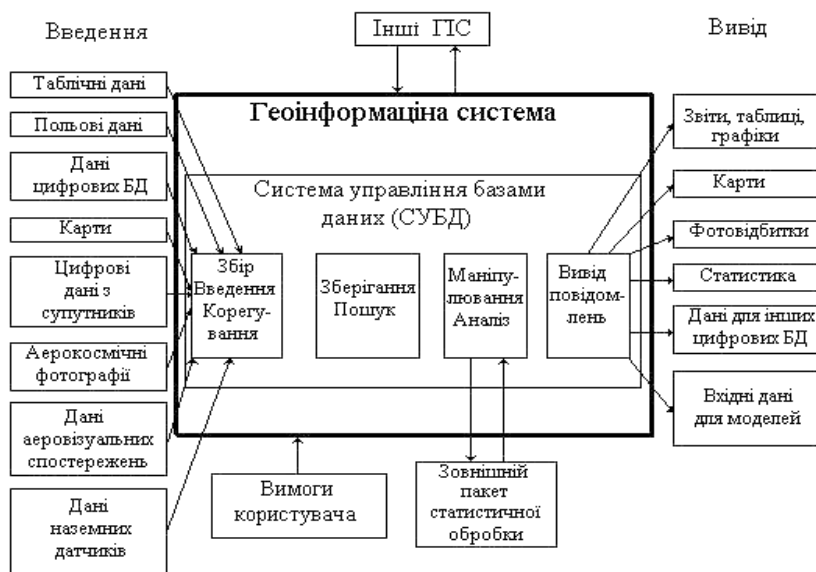 Введення
Інші ГІС
Вивід
Таблічні дані
Польові дані
Дані
цифрових БД
Карти
Цифрові
дані з
супутників
Аерокосмічні
фотографії
Дані
аеровізуальних
спостережень
Дані
наземних
датчиків
Геоінформаціна система
Система управління базами
даних (СУБД)
Збір
Введення
Корегу-
вання
Зберігання
Пошук
Маніпу-
лювання
Аналіз
Вивід
повідом-
лень
Вимоги
користувача
Зовнішній
пакет
статистичної
обробки
Звіти, таблиці,
графіки
Карти
Фотовідбитки
Статистика
Дані для інших
цифрових БД
Вхідні дані
для моделей